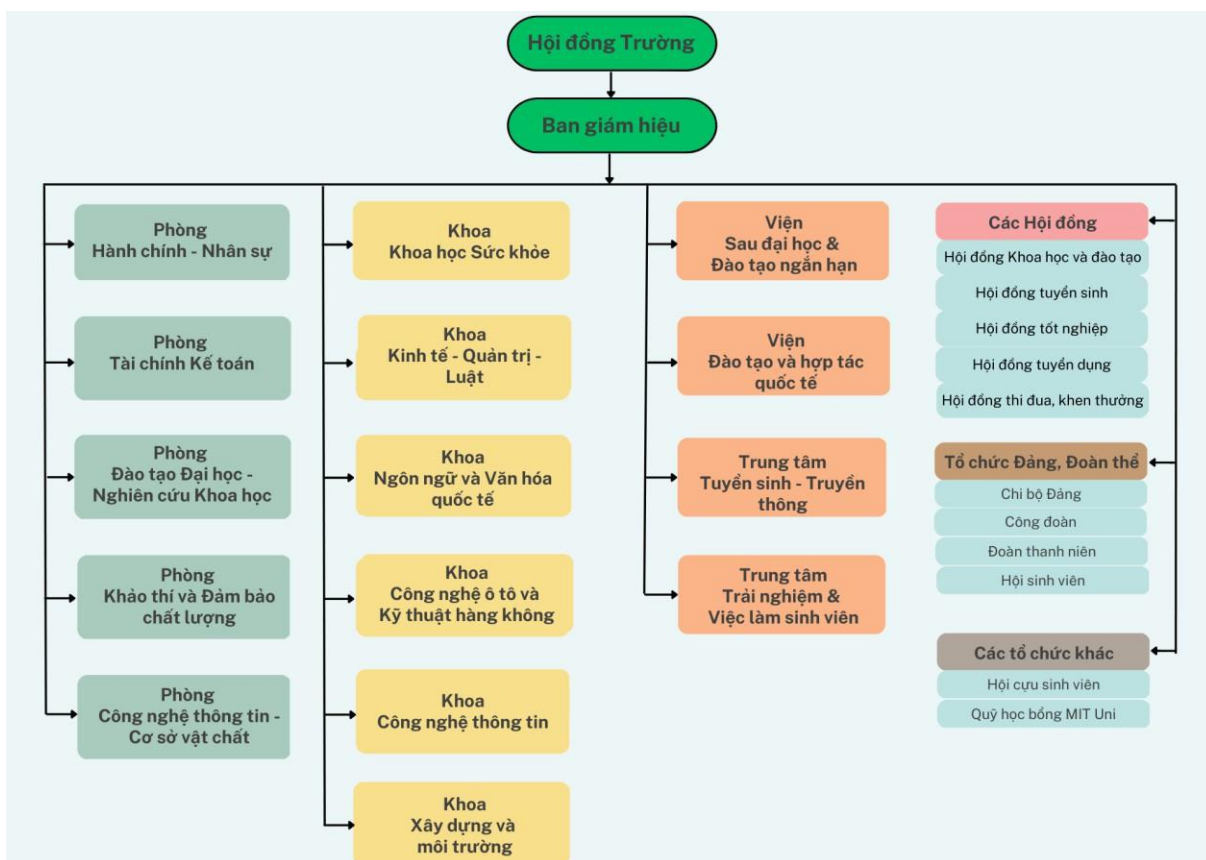 Hội đồng Trường
Ban giám hiệu
Phòng
Hành chính - Nhân sự
Phòng
Tài chính Kế toán
Phòng
Đào tạo Đại học -
Nghiên cứu Khoa học
Phòng
Khảo thí và Đảm bảo
chất lượng
Phòng
Công nghệ thông tin -
Cơ sở vật chất
Khoa
Khoa học Sức khỏe
Khoa
Kinh tế - Quản trị -
Luật
Khoa
Ngôn ngữ và Văn hóa
quốc tế
Khoa
Công nghệ ô tô và
Kỹ thuật hàng không
Khoa
Công nghệ thông tin
Khoa
Xây dựng và
môi trường
Viện
Sau đại học &
Đào tạo ngắn hạn
Viện
Đào tạo và hợp tác
quốc tế
Trung tâm
Tuyển sinh - Truyền
thông
Trung tâm
Trải nghiệm &
Việc làm sinh viên
Các Hội đồng
Hội đồng Khoa học và đào tạo
Hội đồng tuyển sinh
Hội đồng tốt nghiệp
Hội đồng tuyển dụng
Hội đồng thi đua, khen thưởng
Tổ chức Đảng, Đoàn thể
Chi bộ Đảng
Công đoàn
Đoàn thanh niên
Hội sinh viên
Các tổ chức khác
Hội cựu sinh viên
Quỹ học bổng MIT Uni